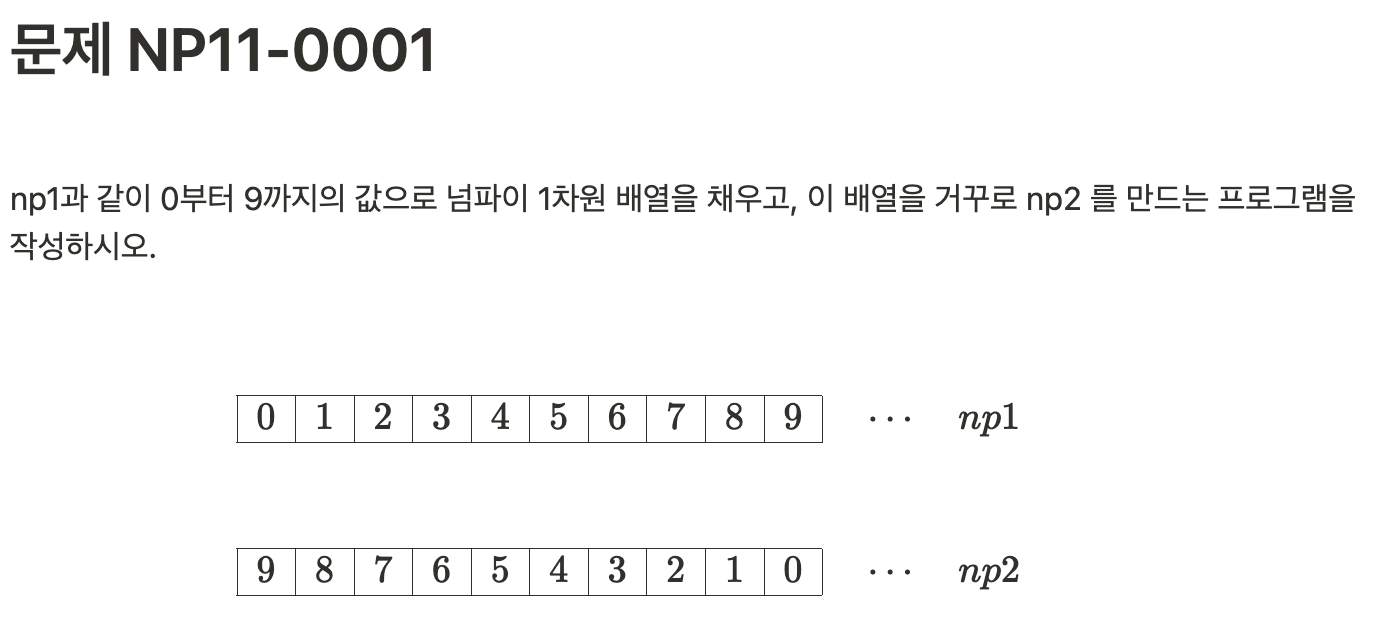 문제 NP11-0001
np1과 같이 0부터 9까지의 값으로 넘파이 1차원 배열을 채우고, 이 배열을 거꾸로 np2 를 만드는 프로그램을
작성하시오.
0 1 2 3 4 5 6 7 8 9 ··· np1
9 8 7 6 5 4 3 2 1 0 ··· np2